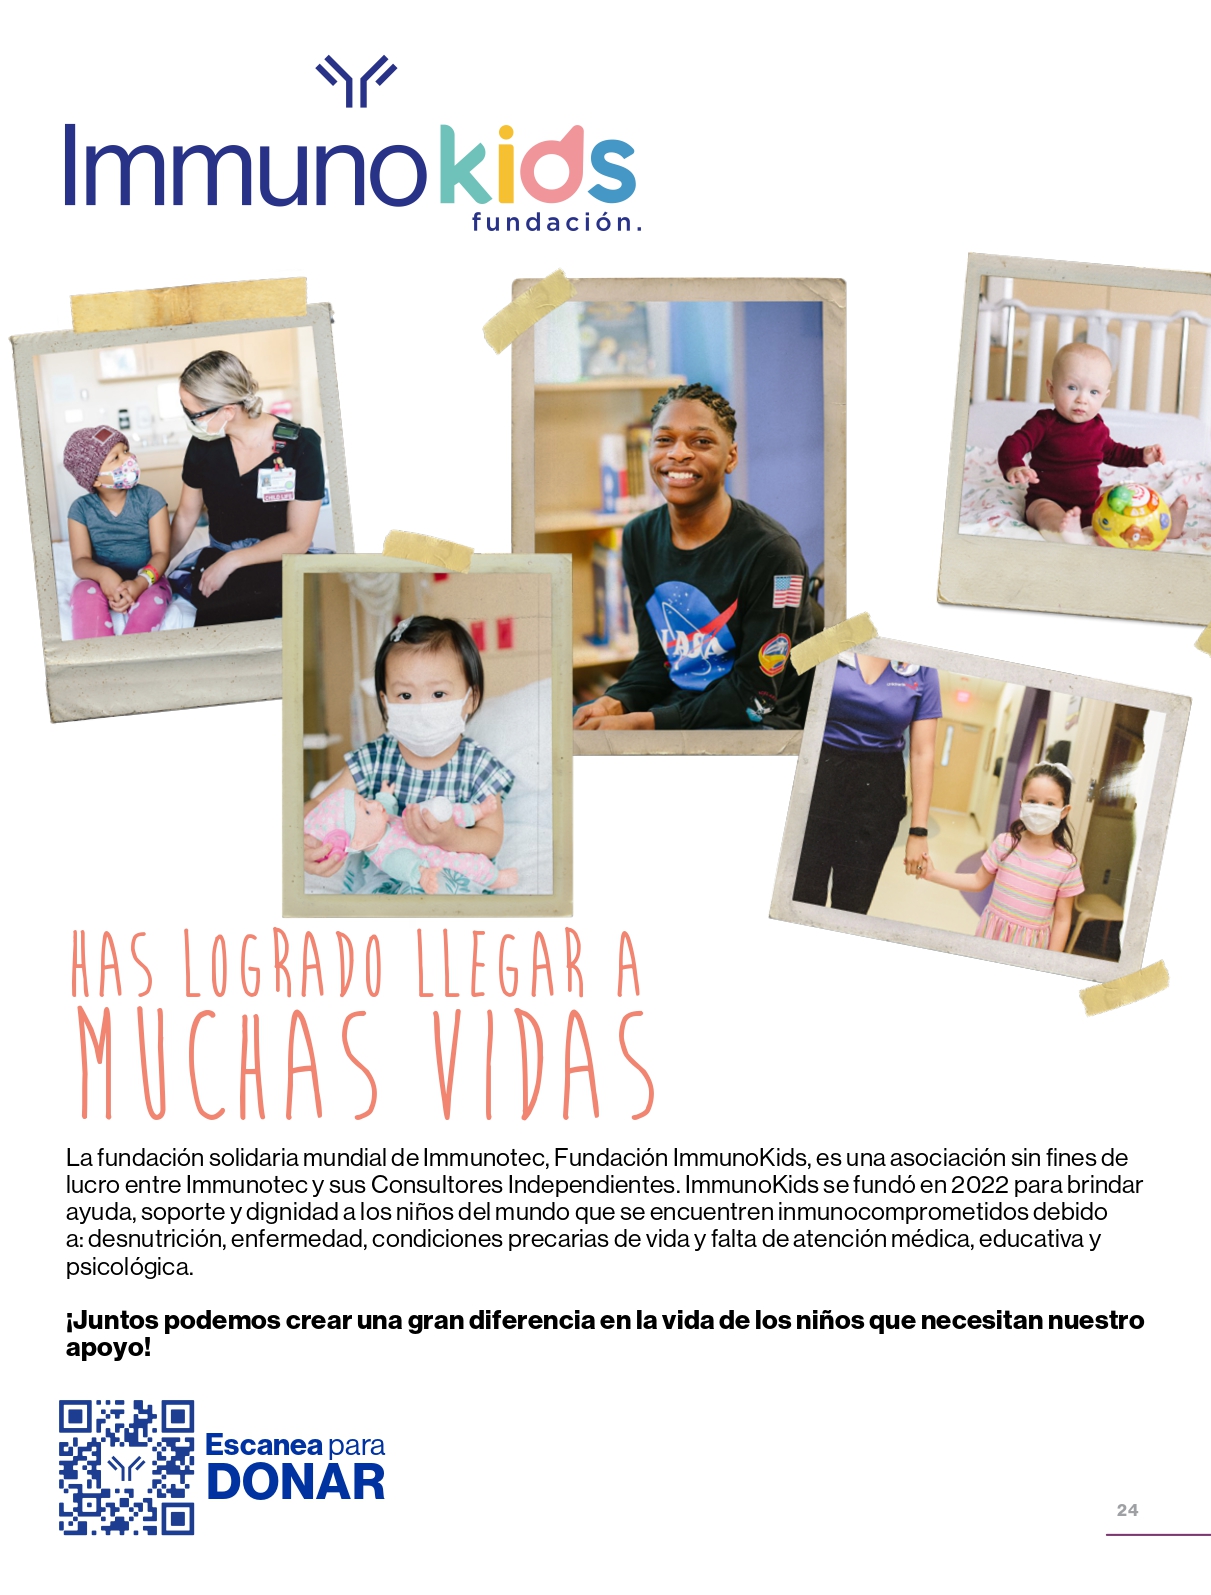 Immunokids
fundación.
CHILD LIFE
NASA
HAS LOGRADO LLEGAR A
MUCHAS VIDAS
La fundación solidaria mundial de Immunotec, Fundación ImmunoKids, es una asociación sin fines de
lucro entre Immunotec y sus Consultores Independientes. ImmunoKids se fundó en 2022 para brindar
ayuda, soporte y dignidad a los niños del mundo que se encuentren inmunocomprometidos debido
a: desnutrición, enfermedad, condiciones precarias de vida y falta de atención médica, educativa y
psicológica.
¡Juntos podemos crear una gran diferencia en la vida de los niños que necesitan nuestro
apoyo!
Escanea para
DONAR
24